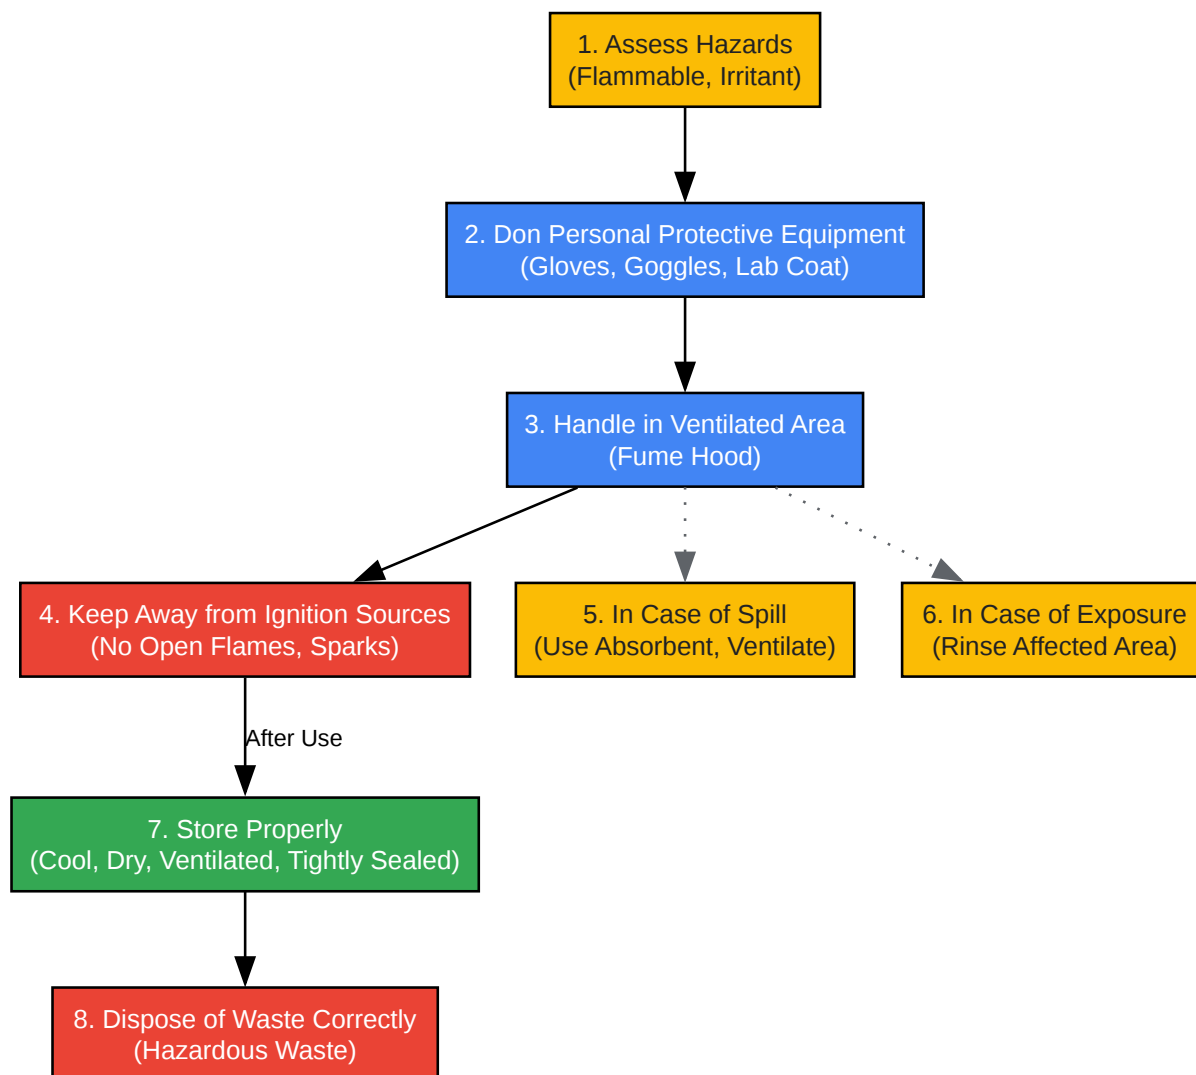 1. Assess Hazards
(Flammable, Irritant)
2. Don Personal Protective Equipment
(Gloves, Goggles, Lab Coat)
3. Handle in Ventilated Area
(Fume Hood)
4. Keep Away from Ignition Sources
(No Open Flames, Sparks)
5. In Case of Spill
(Use Absorbent, Ventilate)
6. In Case of Exposure
(Rinse Affected Area)
After Use
7. Store Properly
(Cool, Dry, Ventilated, Tightly Sealed)
8. Dispose of Waste Correctly
(Hazardous Waste)